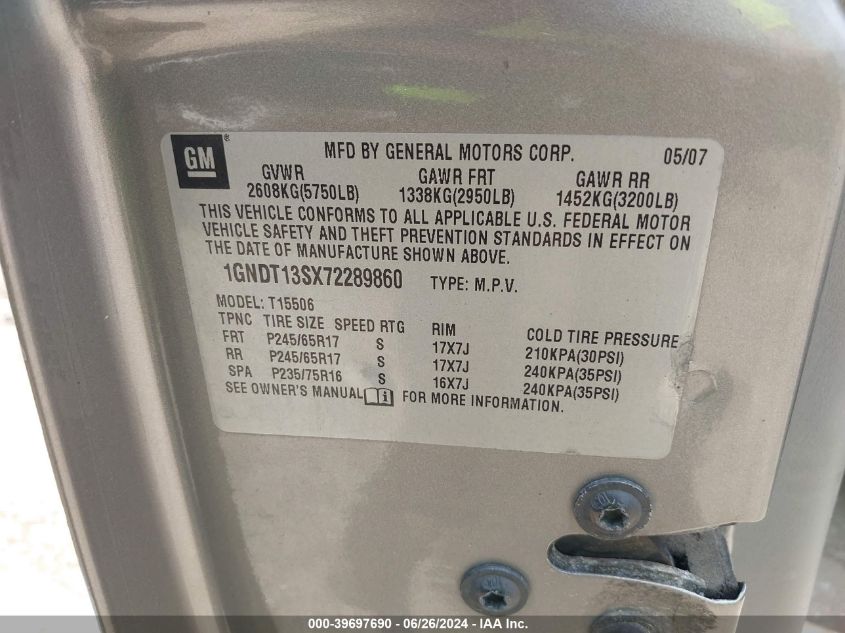 GM ®
MFD BY GENERAL MOTORS CORP. 05/07
GVWR GAWR FRT GAWR RR
2608KG(5750LB) 1338KG(2950LB) 1452KG(3200LB)
THIS VEHICLE CONFORMS TO ALL APPLICABLE U.S. FEDERAL MOTOR
VEHICLE SAFETY AND THEFT PREVENTION STANDARDS IN EFFECT ON
THE DATE OF MANUFACTURE SHOWN ABOVE.
1GNDT13SX72289860 TYPE: M.P.V.
MODEL: T15506
TPNC TIRE SIZE SPEED RTG RIM COLD TIRE PRESSURE
FRT P245/65R17 S 17X7J 210KPA(30PSI)
RR P245/65R17 S 17X7J 240KPA(35PSI)
SPA P235/75R16 S 16X7J 240KPA(35PSI)
SEE OWNER'S MANUAL i FOR MORE INFORMATION.
000-39697690 - 06/26/2024 - IAA Inc.